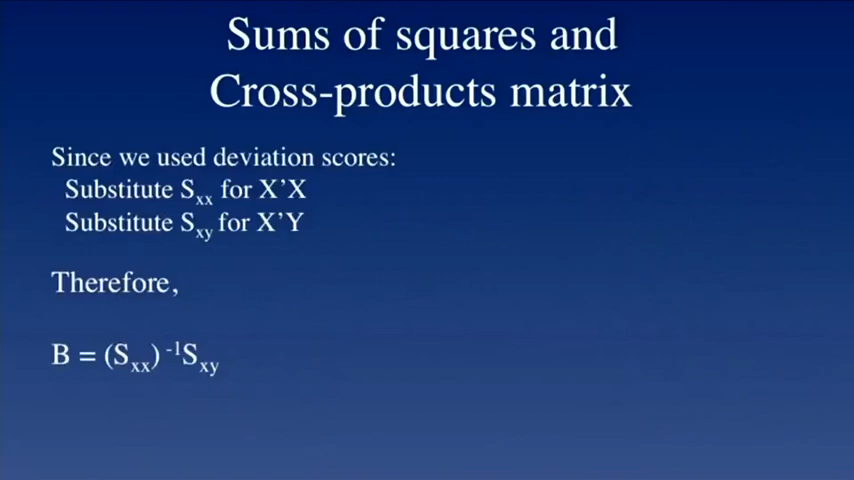 Sums of squares and
Cross-products matrix
Since we used deviation scores:
Substitute Sxx for X’X
Substitute Sxy for X’Y
Therefore,
B = (Sxx) -1Sxy